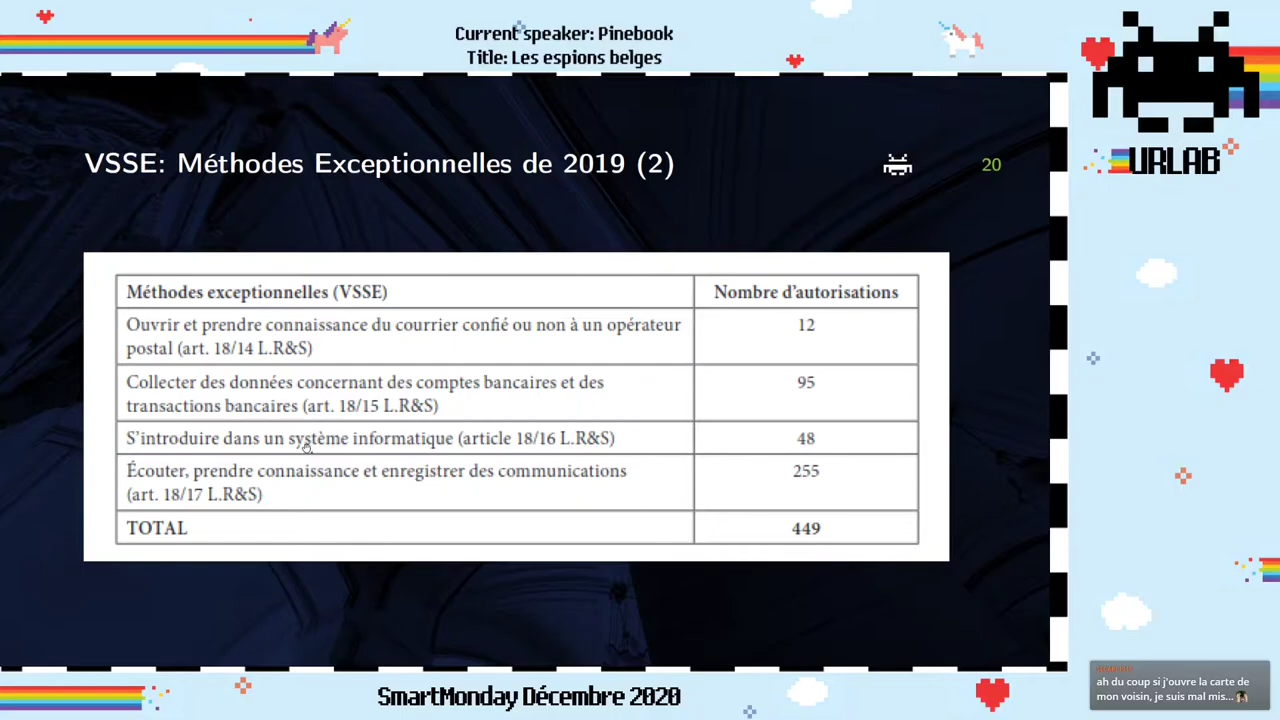 Current speaker: Pinebook
Title: Les espions belges
URLAB
VSSE: Méthodes Exceptionnelles de 2019 (2)
20
Méthodes exceptionnelles (VSSE)
Nombre d'autorisations
Ouvrir et prendre connaissance du courrier confié ou non à un opérateur
postal (art. 18/14 L.R&S)
12
Collecter des données concernant des comptes bancaires et des
transactions bancaires (art. 18/15 L.R&S)
95
S'introduire dans un système informatique (article 18/16 L.R&S)
48
Écouter, prendre connaissance et enregistrer des communications
(art. 18/17 L.R&S)
255
TOTAL
449
SmartMonday Décembre 2020
ah du coup si j'ouvre la carte de
mon voisin, je suis mal mis...